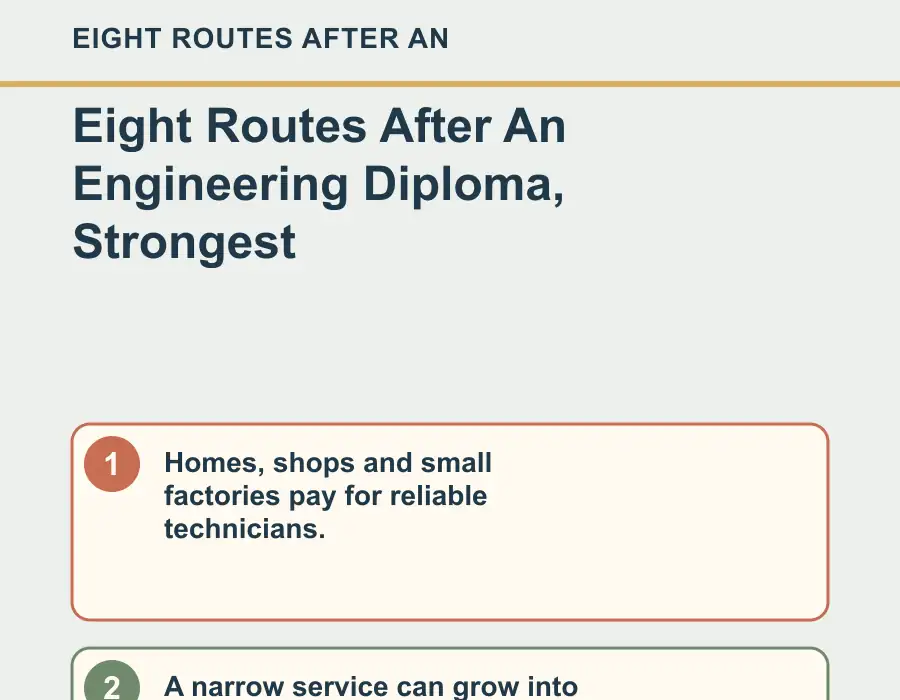 EIGHT ROUTES AFTER AN
Eight Routes After An
Engineering Diploma,
Strongest
1
Homes, shops and small
factories pay for reliable
technicians.
2
A narrow service can grow into